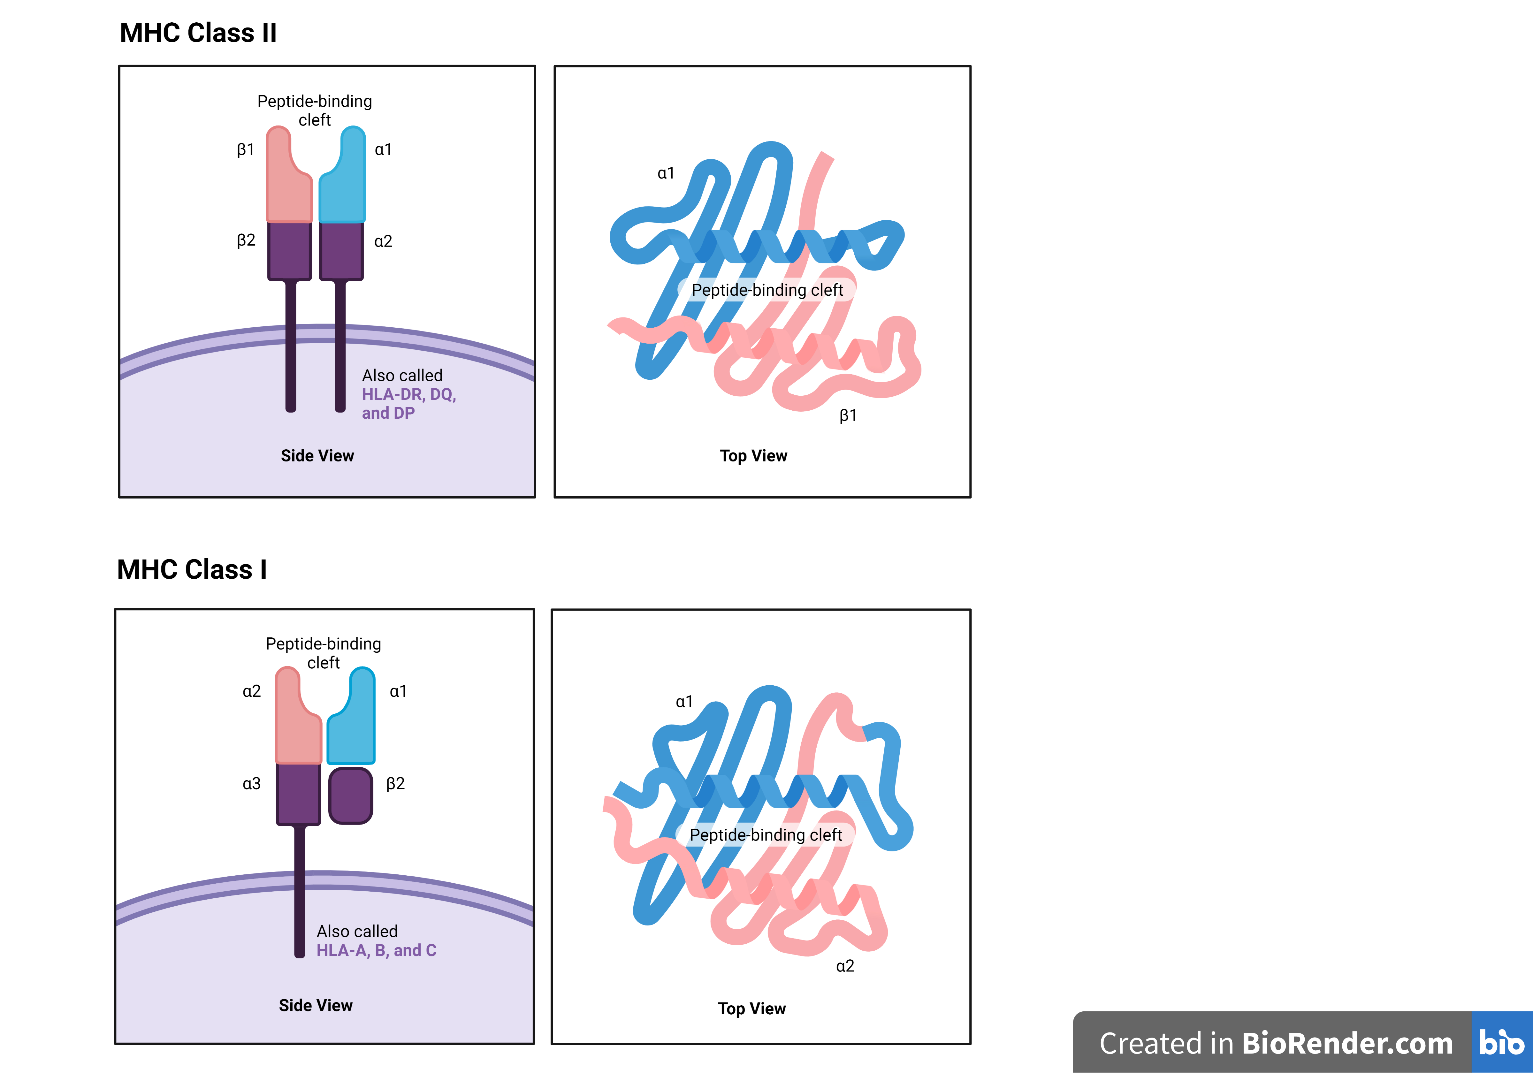 MHC Class II
Peptide-binding
cleft
β1
α1
β2
α2
Also called
HLA-DR, DQ,
and DP
Side View
α1
Peptide-binding cleft
β1
Top View
MHC Class I
Peptide-binding
cleft
α2
α1
α3
β2
Also called
HLA-A, B, and C
Side View
α1
Peptide-binding cleft
α2
Top View
Created in BioRender.com
bio